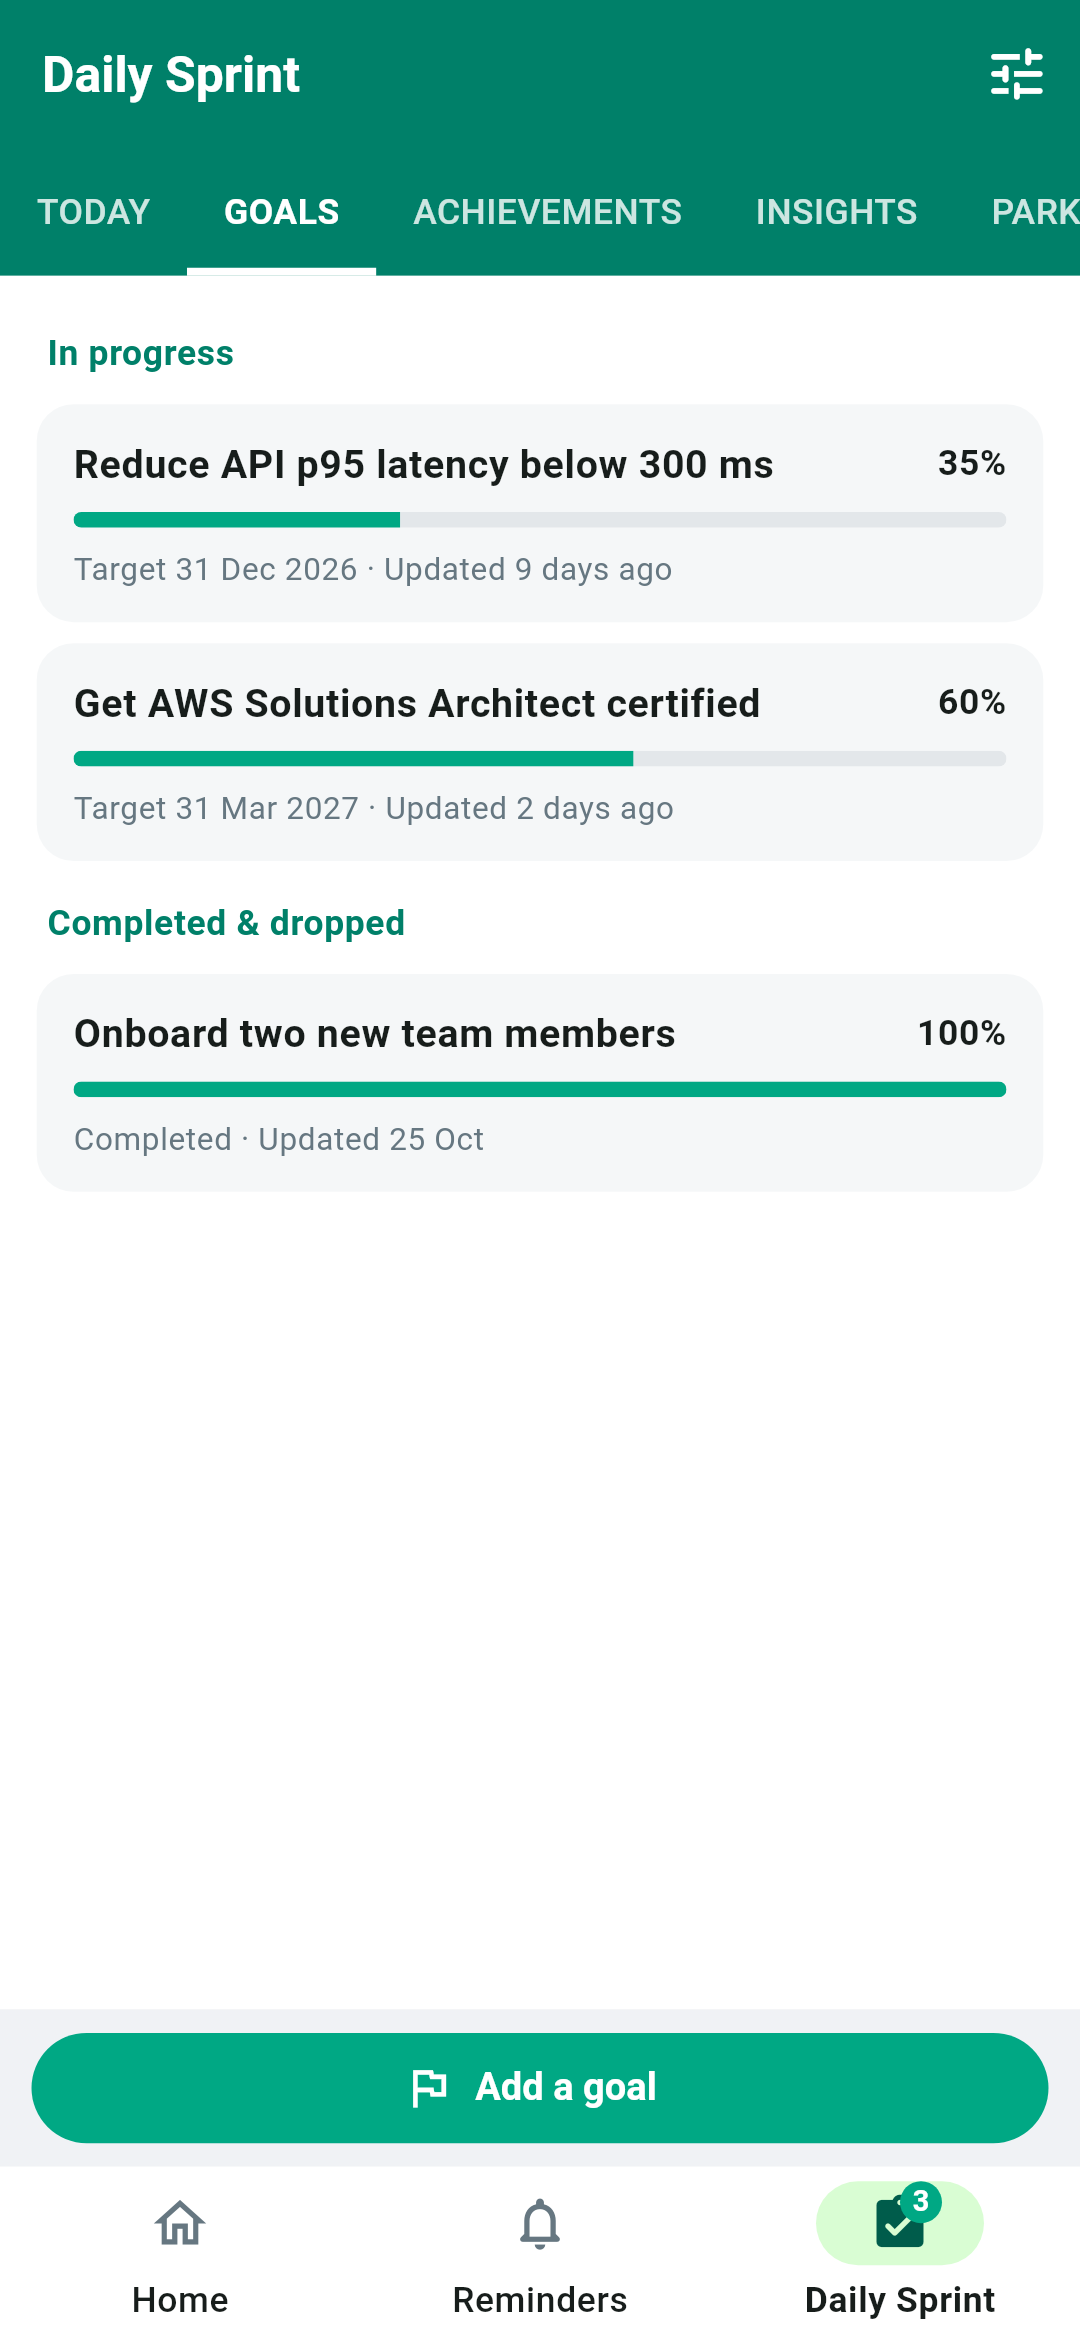 Daily Sprint
TODAY GOALS ACHIEVEMENTS INSIGHTS PARK
In progress
Reduce API p95 latency below 300 ms 35%
Target 31 Dec 2026 · Updated 9 days ago
Get AWS Solutions Architect certified 60%
Target 31 Mar 2027 · Updated 2 days ago
Completed & dropped
Onboard two new team members 100%
Completed · Updated 25 Oct
Add a goal
3
Home Reminders Daily Sprint